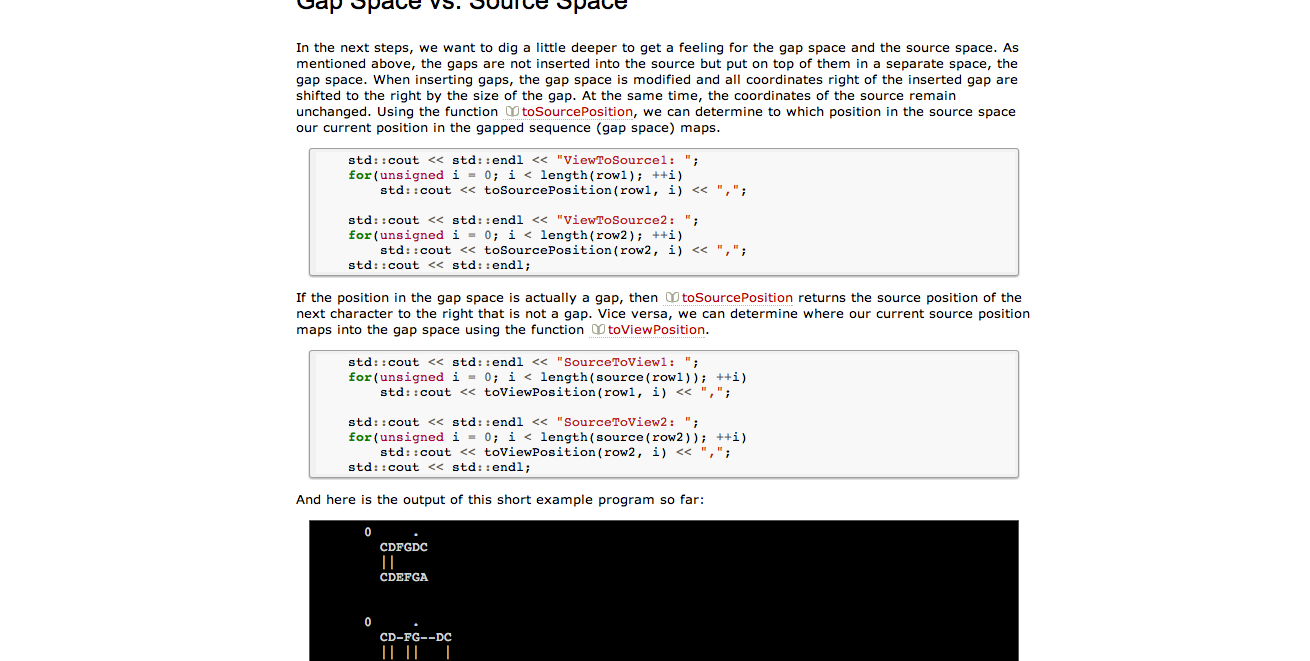 Gap Space vs. Source Space
In the next steps, we want to dig a little deeper to get a feeling for the gap space and the source space. As
mentioned above, the gaps are not inserted into the source but put on top of them in a separate space, the
gap space. When inserting gaps, the gap space is modified and all coordinates right of the inserted gap are
shifted to the right by the size of the gap. At the same time, the coordinates of the source remain
unchanged. Using the function toSourcePosition, we can determine to which position in the source space
our current position in the gapped sequence (gap space) maps.
std::cout << std::endl << "ViewToSource1: ";
for(unsigned i = 0; i < length(row1); ++i)
std::cout << toSourcePosition(row1, i) << ",";
std::cout << std::endl << "ViewToSource2: ";
for(unsigned i = 0; i < length(row2); ++i)
std::cout << toSourcePosition(row2, i) << ",";
std::cout << std::endl;
If the position in the gap space is actually a gap, then toSourcePosition returns the source position of the
next character to the right that is not a gap. Vice versa, we can determine where our current source position
maps into the gap space using the function toViewPosition.
std::cout << std::endl << "SourceToView1: ";
for(unsigned i = 0; i < length(source(row1)); ++i)
std::cout << toViewPosition(row1, i) << ",";
std::cout << std::endl << "SourceToView2: ";
for(unsigned i = 0; i < length(source(row2)); ++i)
std::cout << toViewPosition(row2, i) << ",";
std::cout << std::endl;
And here is the output of this short example program so far:
0 .
CDFGDC
||
CDEFGA
0 .
CD-FG--DC
|| || |